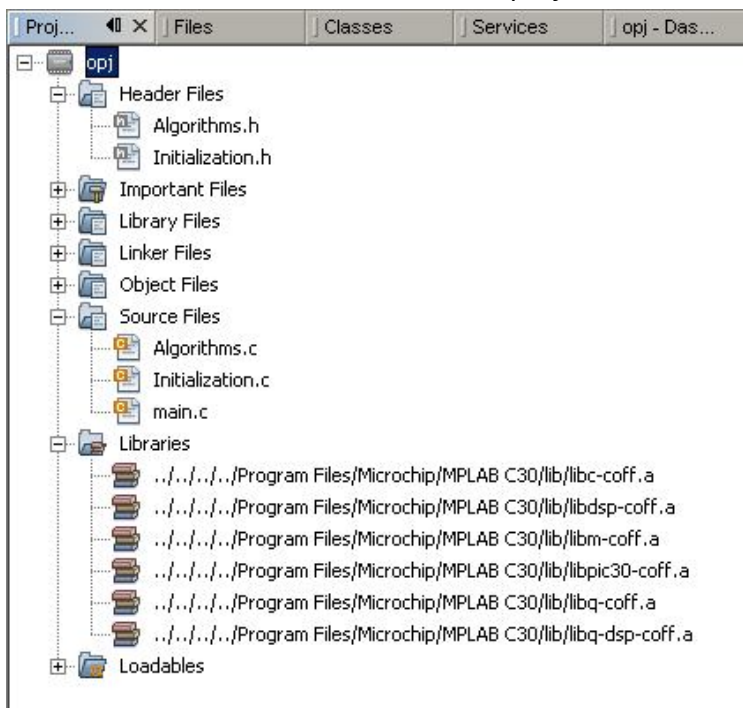 Proj... Files Classes Services opj - Das...
opj
Header Files
Algorithms.h
Initialization.h
Important Files
Library Files
Linker Files
Object Files
Source Files
Algorithms.c
Initialization.c
main.c
Libraries
../../../../Program Files/Microchip/MPLAB C30/lib/libc-coff.a
../../../../Program Files/Microchip/MPLAB C30/lib/libdsp-coff.a
../../../../Program Files/Microchip/MPLAB C30/lib/libm-coff.a
../../../../Program Files/Microchip/MPLAB C30/lib/libpic30-coff.a
../../../../Program Files/Microchip/MPLAB C30/lib/libq-coff.a
../../../../Program Files/Microchip/MPLAB C30/lib/libq-dsp-coff.a
Loadables